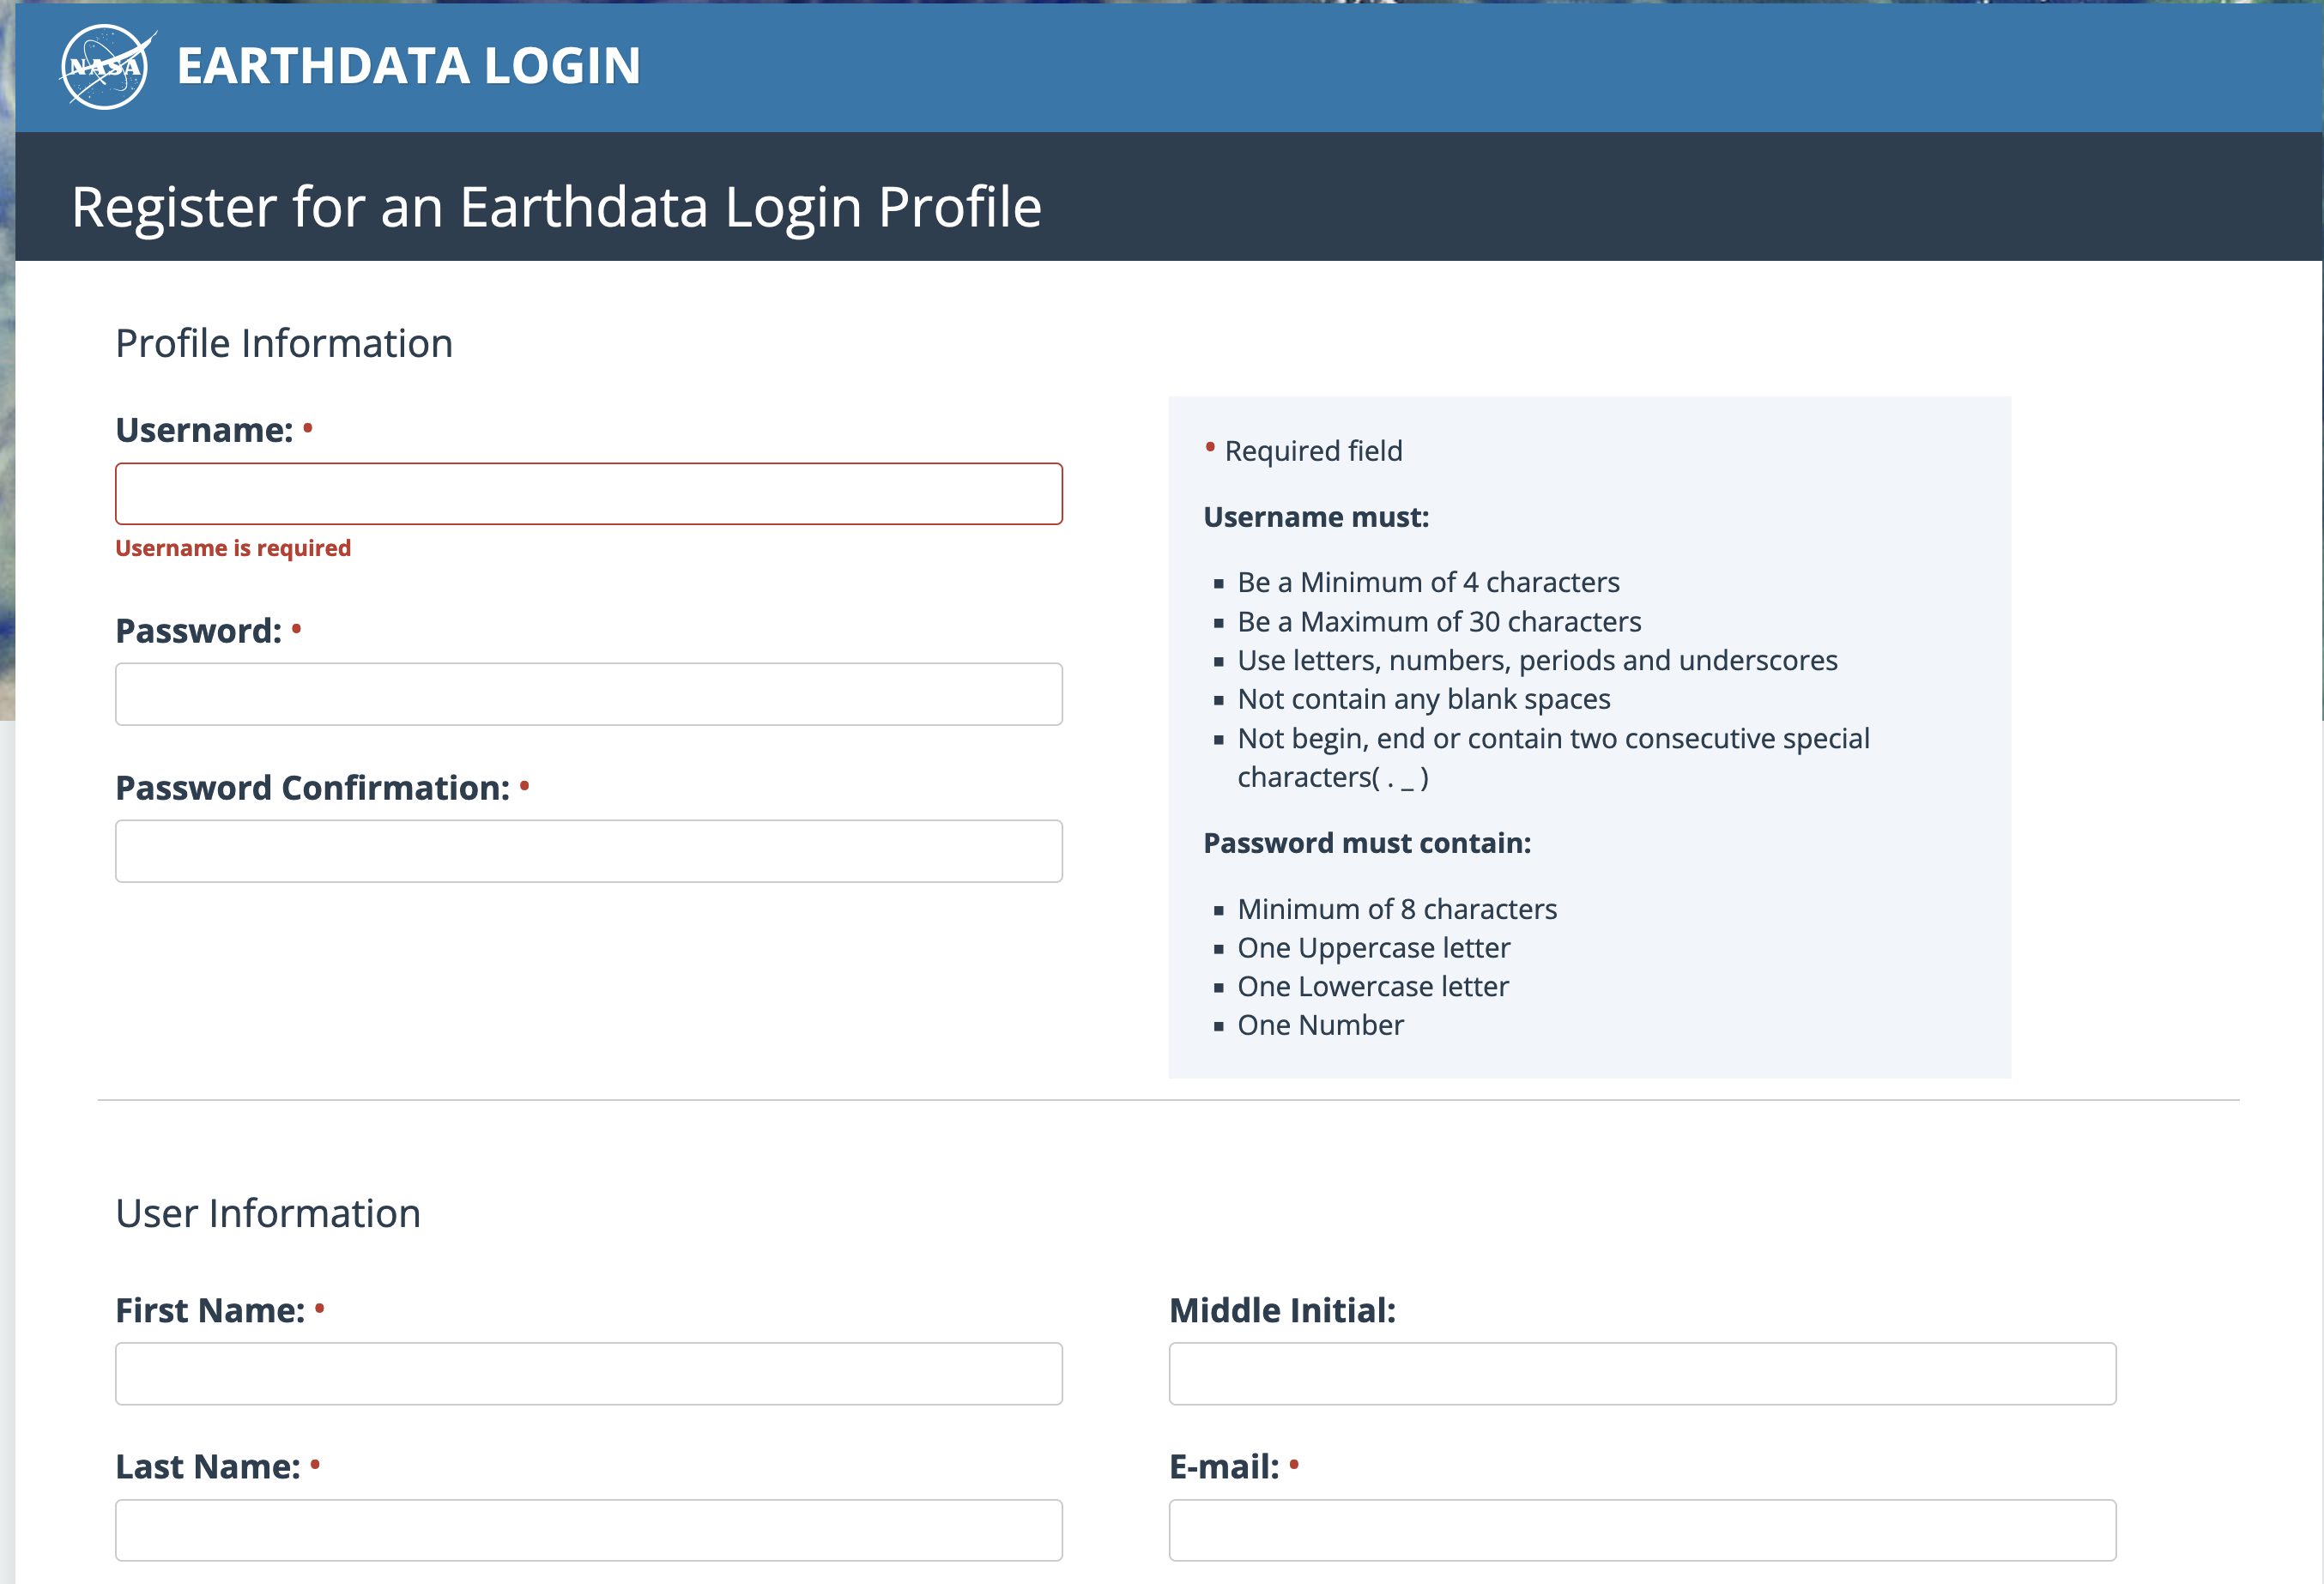 NASA
EARTHDATA LOGIN
Register for an Earthdata Login Profile
Profile Information
Username: •
Username is required
Password: •
Password Confirmation: •
• Required field
Username must:
▪ Be a Minimum of 4 characters
▪ Be a Maximum of 30 characters
▪ Use letters, numbers, periods and underscores
▪ Not contain any blank spaces
▪ Not begin, end or contain two consecutive special
characters( . _ )
Password must contain:
▪ Minimum of 8 characters
▪ One Uppercase letter
▪ One Lowercase letter
▪ One Number
User Information
First Name: •
Middle Initial:
Last Name: •
E-mail: •